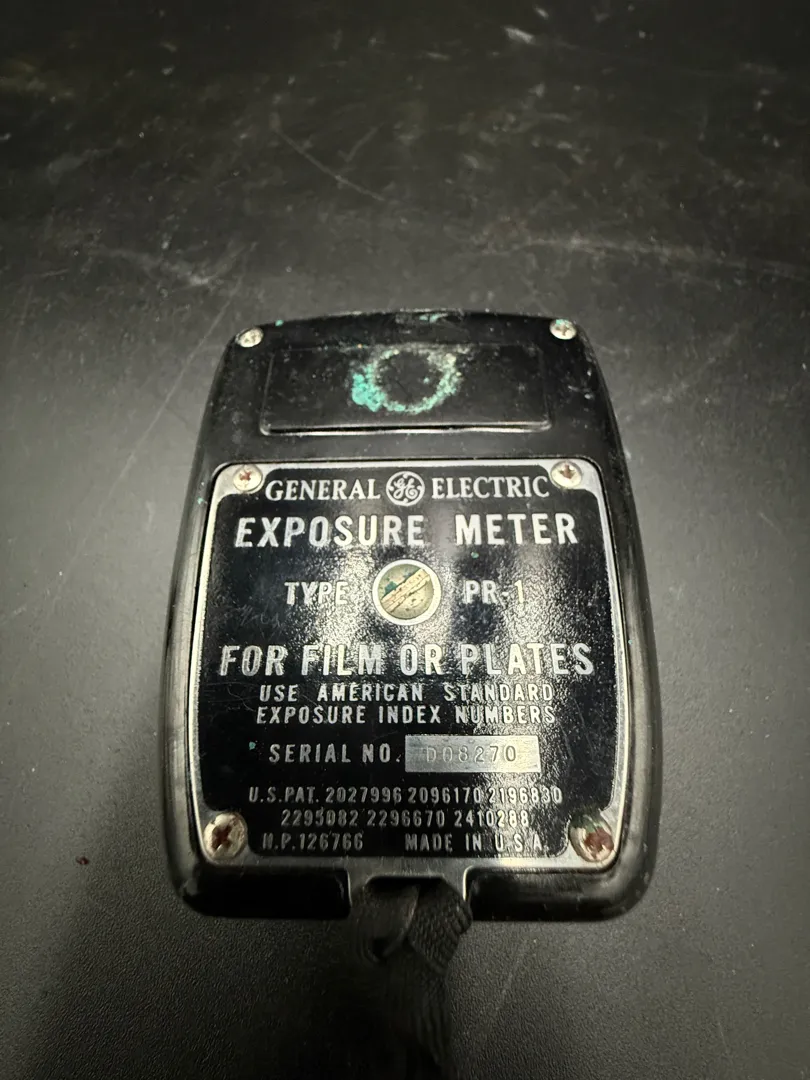 GENERAL GE ELECTRIC
EXPOSURE METER
TYPE PR-1
FOR FILM OR PLATES
USE AMERICAN STANDARD
EXPOSURE INDEX NUMBERS
SERIAL NO. D08270
U.S.PAT. 2027996 2096170 2196830
2295082 2296670 2410288
N.P.126766 MADE IN U.S.A.